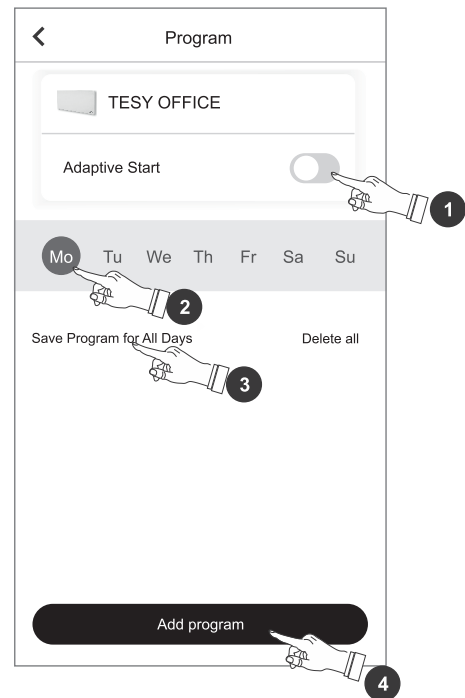 Program
TESY OFFICE
Adaptive Start
1
Mo Tu We Th Fr Sa Su
2
Save Program for All Days Delete all
3
Add program
4